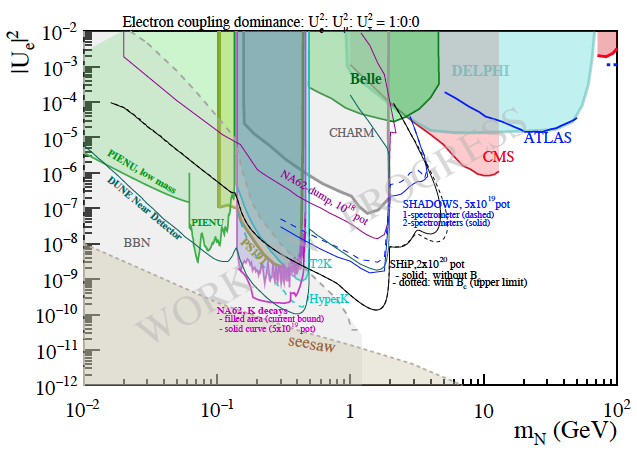 Electron coupling dominance: U²ₑ: U²μ: U²τ = 1:0:0
|Uₑ|²
10⁻²
10⁻³
10⁻⁴
10⁻⁵
10⁻⁶
10⁻⁷
10⁻⁸
10⁻⁹
10⁻¹⁰
10⁻¹¹
10⁻¹²
Belle
DELPHI
CHARM
ATLAS
CMS
PIENU, low mass
DUNE Near Detector
NA62-dump, 10¹⁸ pot
SHADOWS, 5x10¹⁹ pot
1-spectrometer (dashed)
2-spectrometers (solid)
PIENU
BBN
PS191
T2K
SHiP, 2x10²⁰ pot
- solid: without B
- dotted: with B꜀ (upper limit)
HyperK
NA62, K decays
- filled area (current bound)
- solid curve (5x10¹⁹ pot)
seesaw
WORK
PROGRESS
10⁻²
10⁻¹
1
10
10²
m_N (GeV)